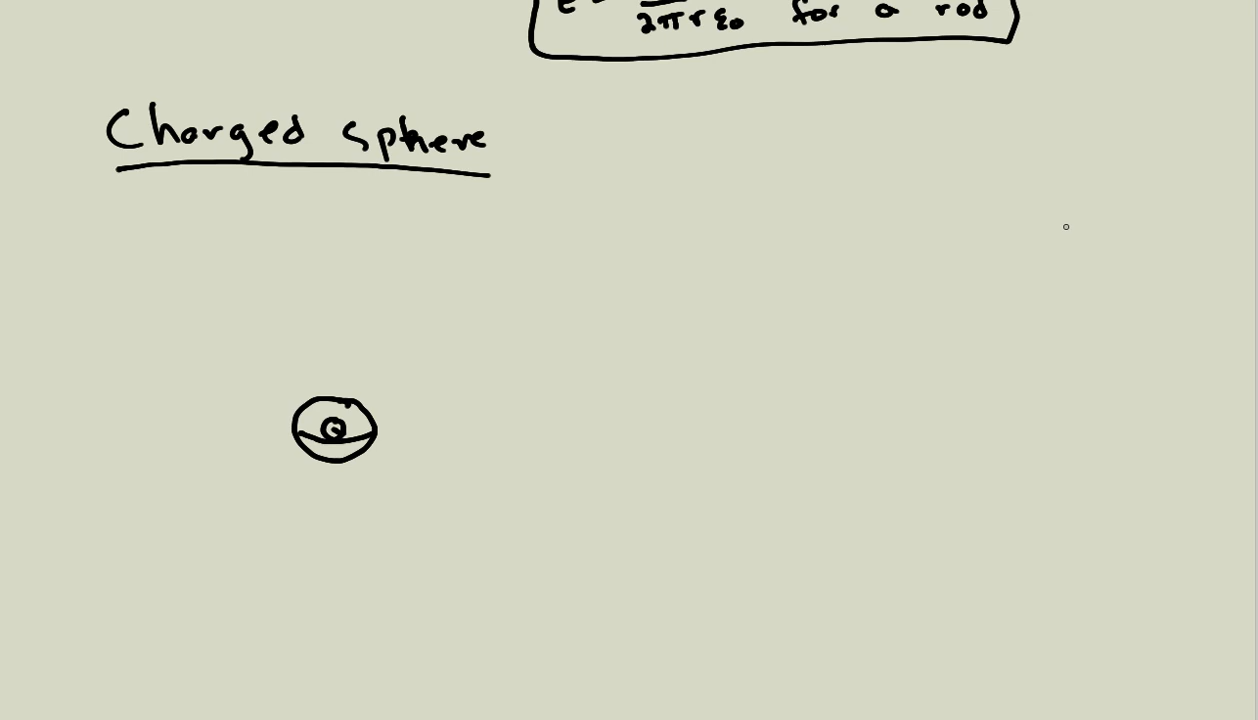 E = 2πrε₀ for a rod
Charged sphere
Q